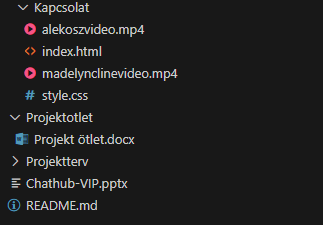 Kapcsolat
alekoszvideo.mp4
index.html
madelynclinevideo.mp4
style.css
Projektotlet
Projekt ötlet.docx
Projektterv
Chathub-VIP.pptx
README.md